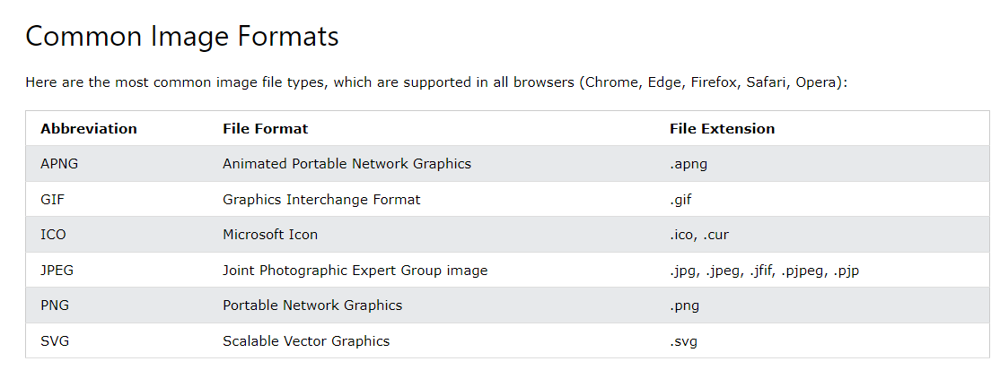 Common Image Formats
Here are the most common image file types, which are supported in all browsers (Chrome, Edge, Firefox, Safari, Opera):
Abbreviation File Format File Extension
APNG Animated Portable Network Graphics .apng
GIF Graphics Interchange Format .gif
ICO Microsoft Icon .ico, .cur
JPEG Joint Photographic Expert Group image .jpg, .jpeg, .jfif, .pjpeg, .pjp
PNG Portable Network Graphics .png
SVG Scalable Vector Graphics .svg